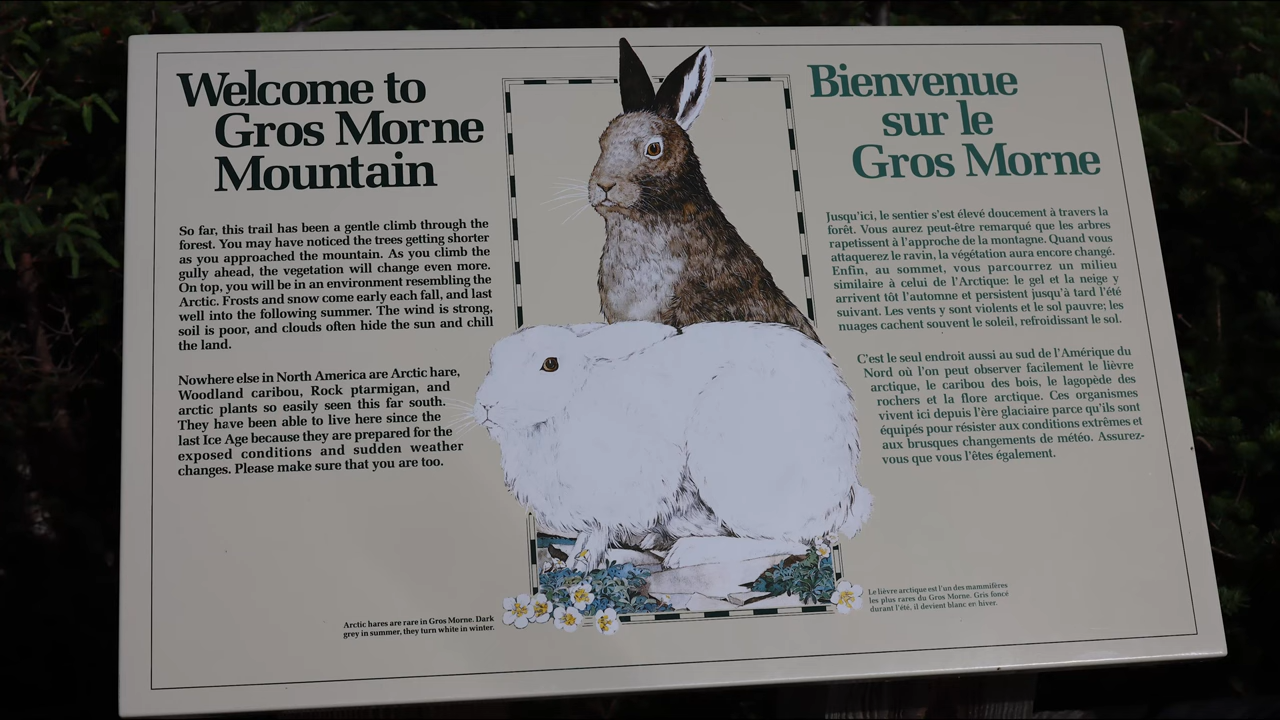 Welcome to
Gros Morne
Mountain
So far, this trail has been a gentle climb through the
forest. You may have noticed the trees getting shorter
as you approached the mountain. As you climb the
gully ahead, the vegetation will change even more.
On top, you will be in an environment resembling the
Arctic. Frosts and snow come early each fall, and last
well into the following summer. The wind is strong,
soil is poor, and clouds often hide the sun and chill
the land.
Nowhere else in North America are Arctic hare,
Woodland caribou, Rock ptarmigan, and
arctic plants so easily seen this far south.
They have been able to live here since the
last Ice Age because they are prepared for the
exposed conditions and sudden weather
changes. Please make sure that you are too.
Arctic hares are rare in Gros Morne. Dark
grey in summer, they turn white in winter.
Bienvenue
sur le
Gros Morne
Jusqu'ici, le sentier s'est élevé doucement à travers la
forêt. Vous aurez peut-être remarqué que les arbres
rapetissent à l'approche de la montagne. Quand vous
attaquerez le ravin, la végétation aura encore changé.
Enfin, au sommet, vous parcourrez un milieu
similaire à celui de l'Arctique: le gel et la neige y
arrivent tôt l'automne et persistent jusqu'à tard l'été
suivant. Les vents y sont violents et le sol pauvre; les
nuages cachent souvent le soleil, refroidissant le sol.
C'est le seul endroit aussi au sud de l'Amérique du
Nord où l'on peut observer facilement le lièvre
arctique, le caribou des bois, le lagopède des
rochers et la flore arctique. Ces organismes
vivent ici depuis l'ère glaciaire parce qu'ils sont
équipés pour résister aux conditions extrêmes et
aux brusques changements de météo. Assurez-
vous que vous l'êtes également.
Le lièvre arctique est l'un des mammifères
les plus rares du Gros Morne. Gris foncé
durant l'été, il devient blanc en hiver.